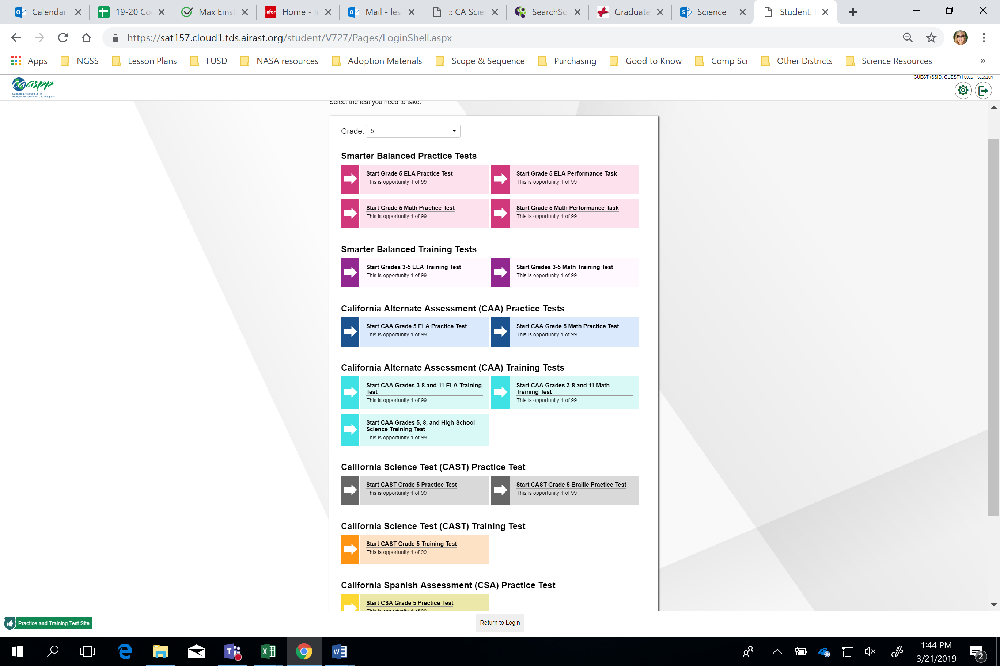 Calendar
19-20 Co
Max Einst
infor Home - In
Mail - lesl
:: CA Scien
SearchSo
Graduate
Science
Student:
https://sat157.cloud1.tds.airast.org/student/V727/Pages/LoginShell.aspx
Apps NGSS Lesson Plans FUSD NASA resources Adoption Materials Scope & Sequence Purchasing Good to Know Comp Sci Other Districts Science Resources »
caaspp
California Assessment of
Student Performance and Progress
GUEST (SSID: GUEST) | GUEST SESSION
Select the test you need to take.
Grade: 5
Smarter Balanced Practice Tests
Start Grade 5 ELA Practice Test
This is opportunity 1 of 99
Start Grade 5 ELA Performance Task
This is opportunity 1 of 99
Start Grade 5 Math Practice Test
This is opportunity 1 of 99
Start Grade 5 Math Performance Task
This is opportunity 1 of 99
Smarter Balanced Training Tests
Start Grades 3-5 ELA Training Test
This is opportunity 1 of 99
Start Grades 3-5 Math Training Test
This is opportunity 1 of 99
California Alternate Assessment (CAA) Practice Tests
Start CAA Grade 5 ELA Practice Test
This is opportunity 1 of 99
Start CAA Grade 5 Math Practice Test
This is opportunity 1 of 99
California Alternate Assessment (CAA) Training Tests
Start CAA Grades 3-8 and 11 ELA Training
Test
This is opportunity 1 of 99
Start CAA Grades 3-8 and 11 Math
Training Test
This is opportunity 1 of 99
Start CAA Grades 5, 8, and High School
Science Training Test
This is opportunity 1 of 99
California Science Test (CAST) Practice Test
Start CAST Grade 5 Practice Test
This is opportunity 1 of 99
Start CAST Grade 5 Braille Practice Test
This is opportunity 1 of 99
California Science Test (CAST) Training Test
Start CAST Grade 5 Training Test
This is opportunity 1 of 99
California Spanish Assessment (CSA) Practice Test
Start CSA Grade 5 Practice Test
This is opportunity 1 of 99
Practice and Training Test Site
Return to Login
1:44 PM
3/21/2019
2